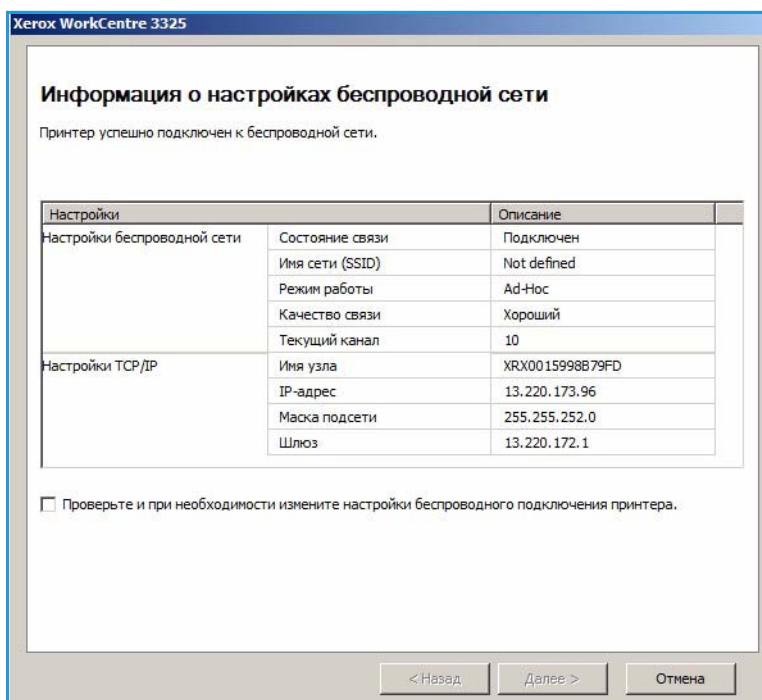 Xerox WorkCentre 3325
Информация о настройках беспроводной сети
Принтер успешно подключен к беспроводной сети.
Настройки Описание
Настройки беспроводной сети Состояние связи Подключен
Имя сети (SSID) Not defined
Режим работы Ad-Hoc
Качество связи Хороший
Текущий канал 10
Настройки TCP/IP Имя узла XRX0015998B79FD
IP-адрес 13.220.173.96
Маска подсети 255.255.252.0
Шлюз 13.220.172.1
Проверьте и при необходимости измените настройки беспроводного подключения принтера.
< Назад Далее > Отмена